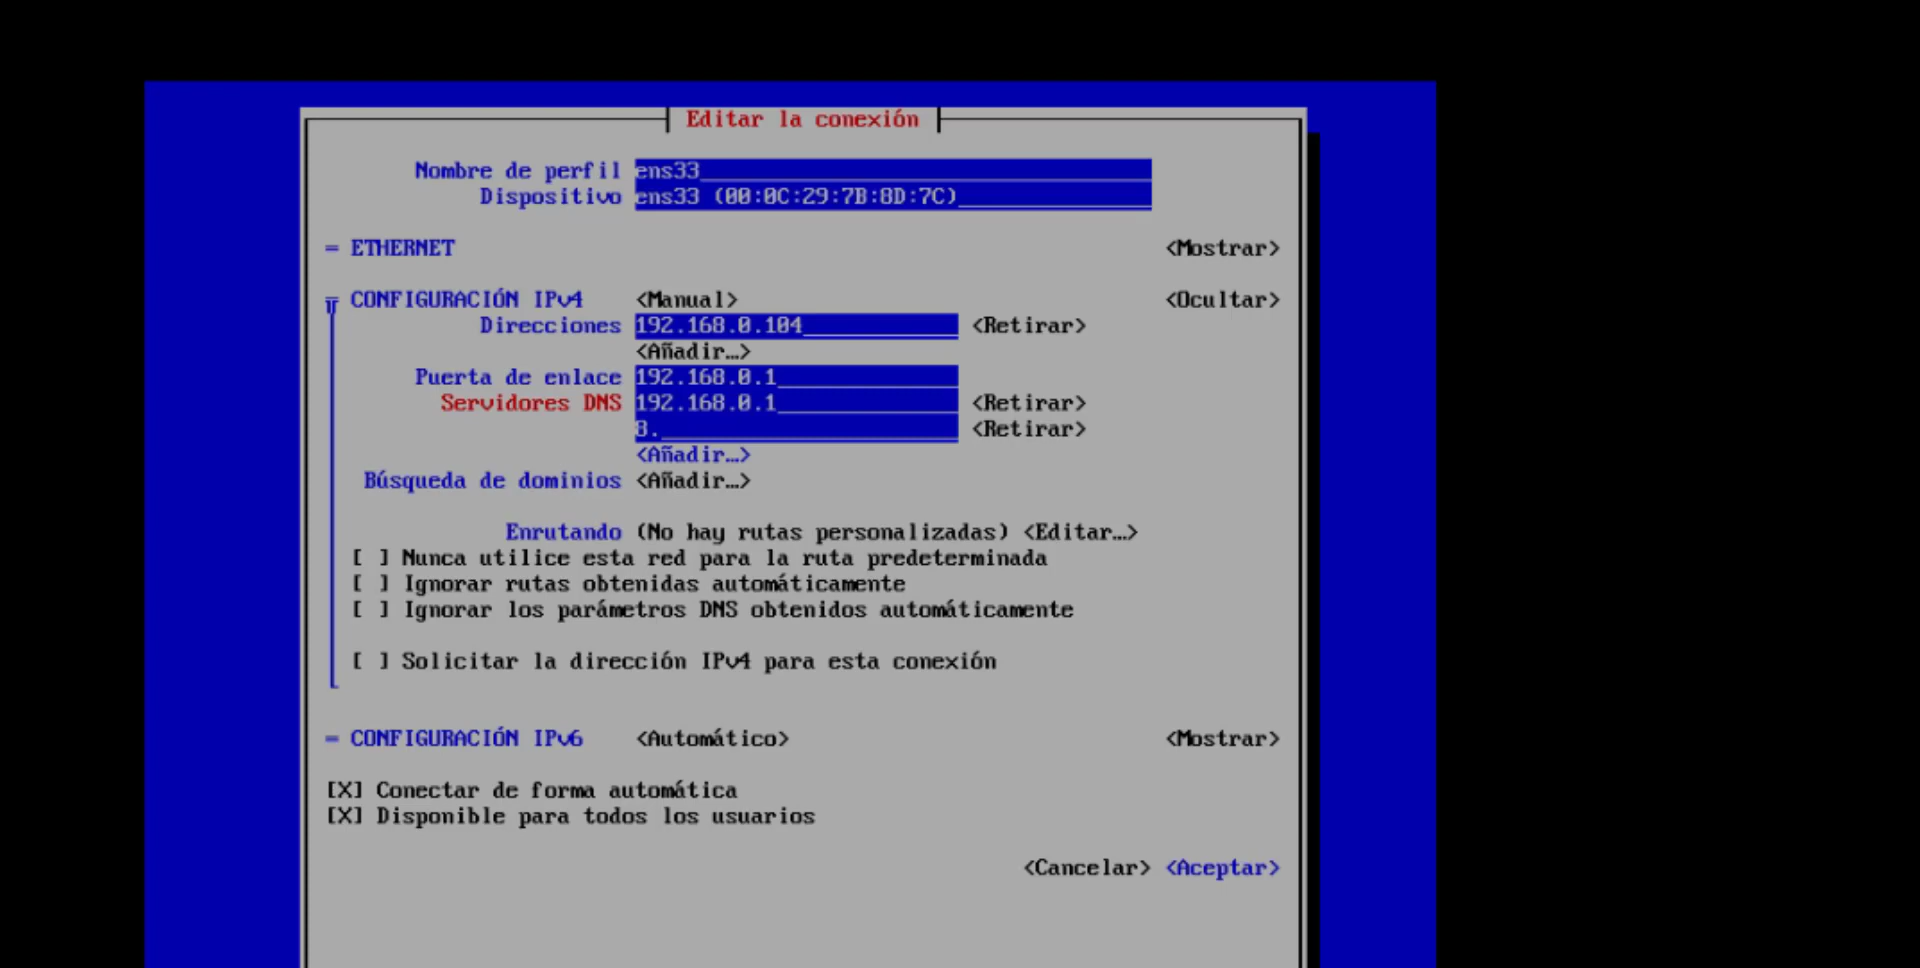 Editar la conexión
Nombre de perfil ens33
Dispositivo ens33 (00:0C:29:7B:8D:7C)
= ETHERNET <Mostrar>
CONFIGURACIÓN IPv4 <Manual> <Ocultar>
Direcciones 192.168.0.104 <Retirar>
<Añadir…>
Puerta de enlace 192.168.0.1
Servidores DNS 192.168.0.1 <Retirar>
8. <Retirar>
<Añadir…>
Búsqueda de dominios <Añadir…>
Enrutando (No hay rutas personalizadas) <Editar…>
[ ] Nunca utilice esta red para la ruta predeterminada
[ ] Ignorar rutas obtenidas automáticamente
[ ] Ignorar los parámetros DNS obtenidos automáticamente
[ ] Solicitar la dirección IPv4 para esta conexión
= CONFIGURACIÓN IPv6 <Automático> <Mostrar>
[X] Conectar de forma automática
[X] Disponible para todos los usuarios
<Cancelar> <Aceptar>